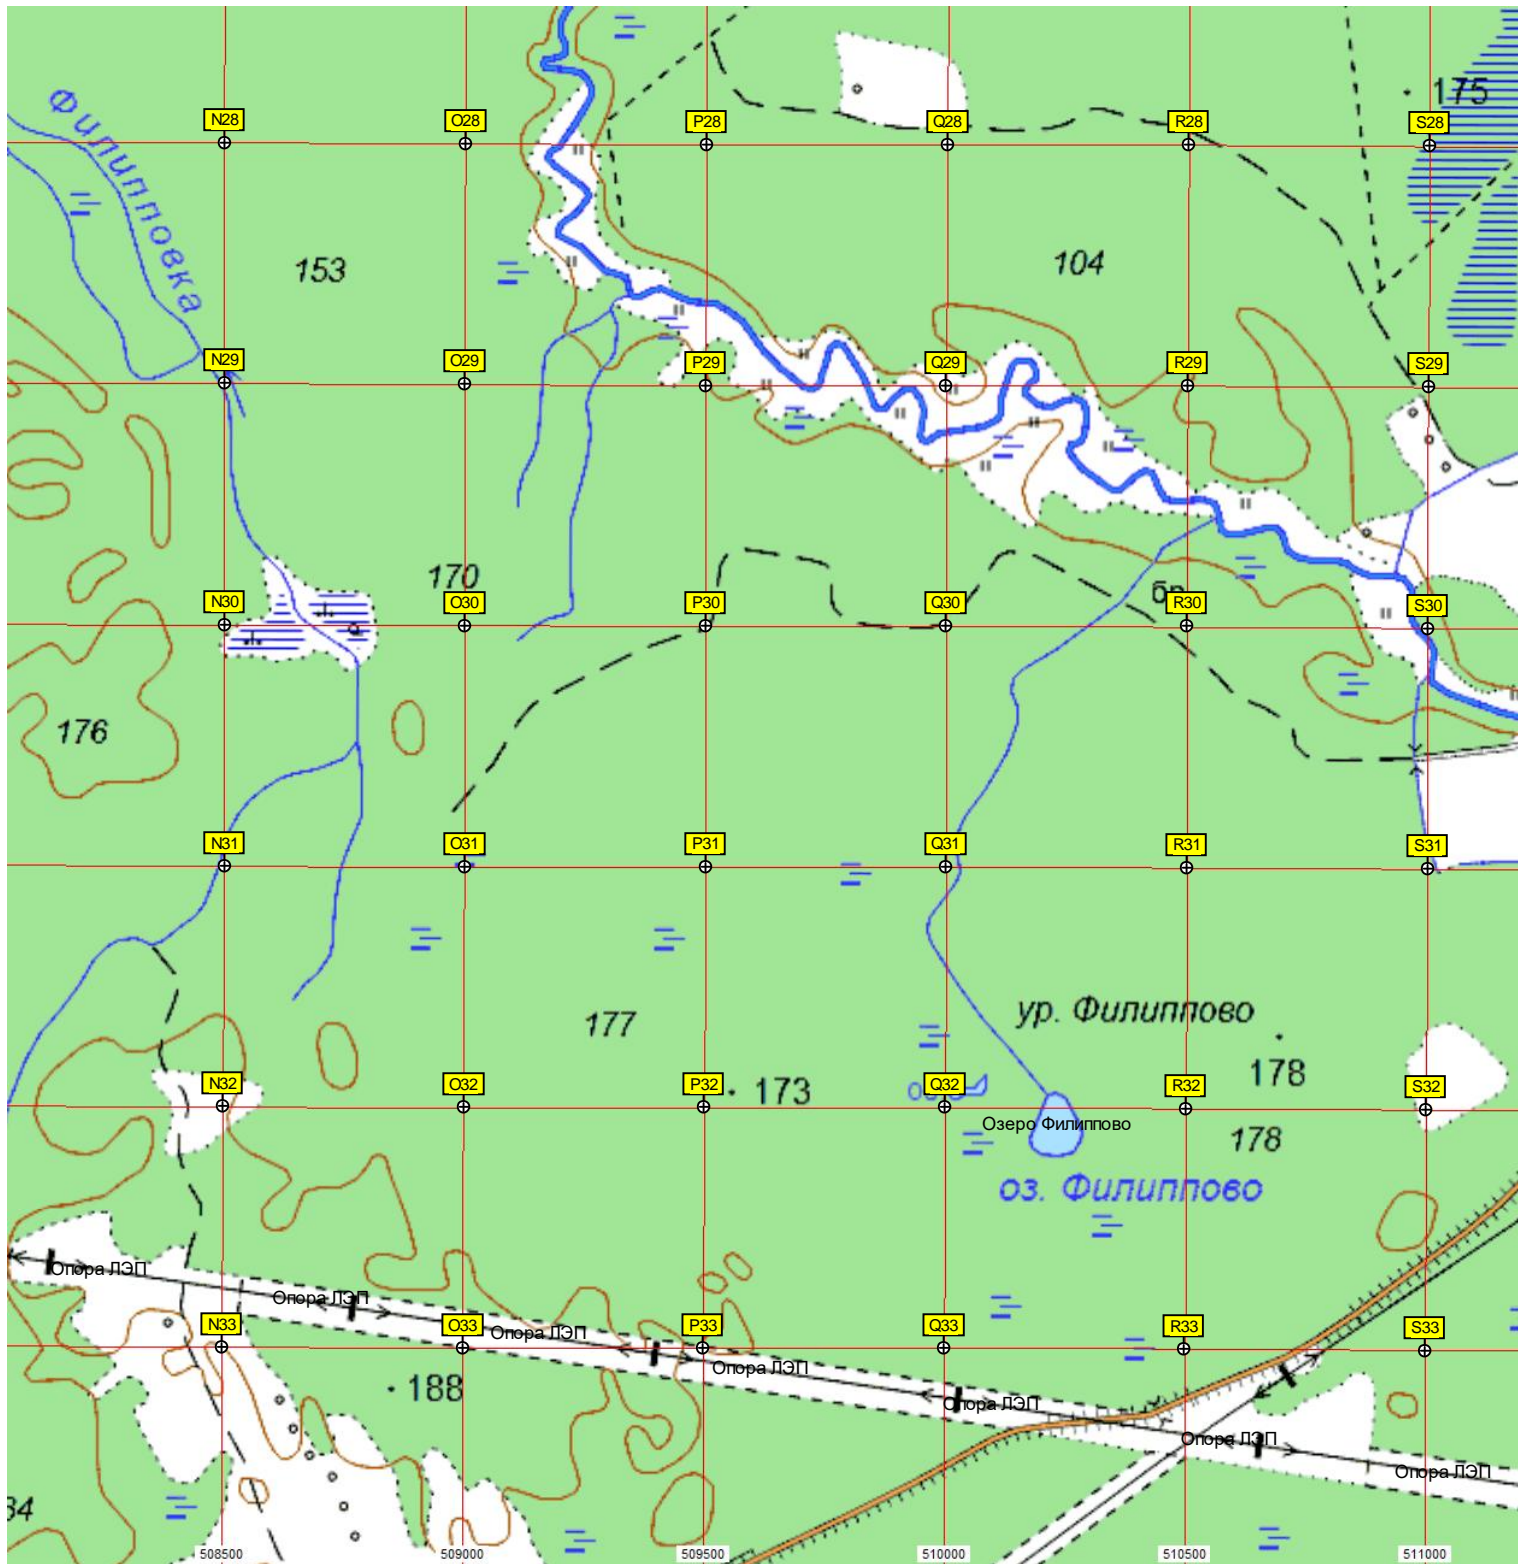 175
N28
O28
P28
Q28
R28
S28
Филипповка
153
104
N29
O29
P29
Q29
R29
S29
170
бр
N30
O30
P30
Q30
R30
S30
176
N31
O31
P31
Q31
R31
S31
177
ур. Филиппово
178
N32
O32
P32
173
Q32
R32
S32
Озеро Филиппово
178
оз. Филиппово
Опора ЛЭП
Опора ЛЭП
N33
O33
Опора ЛЭП
P33
Q33
R33
S33
Опора ЛЭП
188
Опора ЛЭП
Опора ЛЭП
Опора ЛЭП
508500
509000
509500
510000
510500
511000